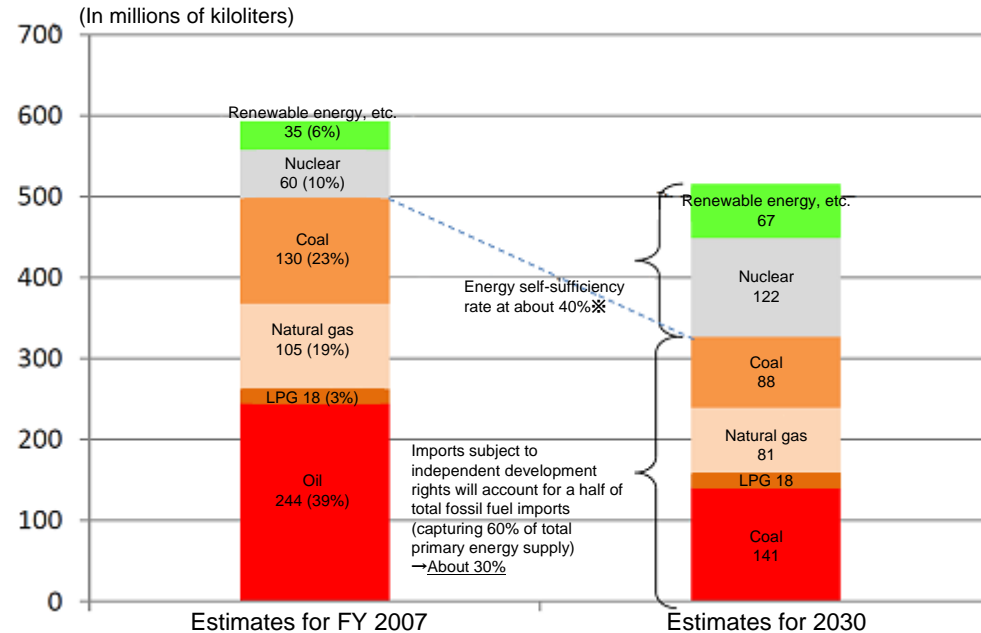 (In millions of kiloliters)
700
600
500
400
300
200
100
0
Renewable energy, etc.
35 (6%)
Nuclear
60 (10%)
Coal
130 (23%)
Natural gas
105 (19%)
LPG 18 (3%)
Oil
244 (39%)
Energy self-sufficiency
rate at about 40%※
Imports subject to
independent development
rights will account for a half of
total fossil fuel imports
(capturing 60% of total
primary energy supply)
→About 30%
Renewable energy, etc.
67
Nuclear
122
Coal
88
Natural gas
81
LPG 18
Coal
141
Estimates for FY 2007
Estimates for 2030